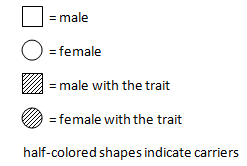 = male
= female
= male with the trait
= female with the trait
half-colored shapes indicate carriers